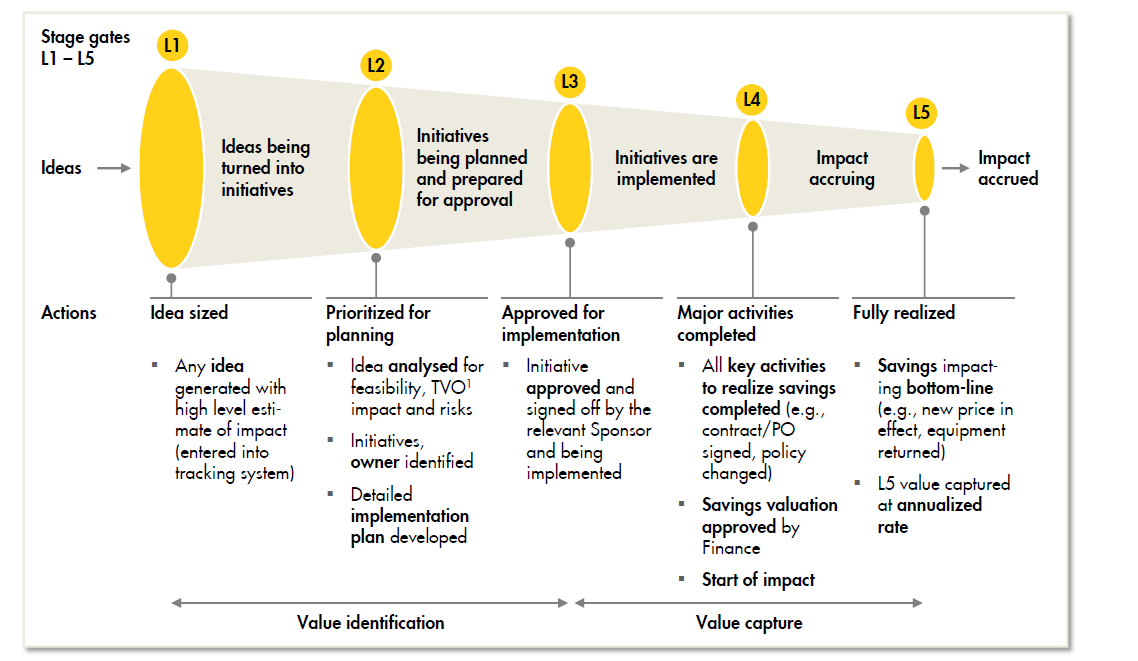 Stage gates
L1 – L5
L1
L2
L3
L4
L5
Ideas
Ideas being
turned into
initiatives
Initiatives
being planned
and prepared
for approval
Initiatives are
implemented
Impact
accruing
Impact
accrued
Actions
Idea sized
▪ Any idea
generated with
high level esti-
mate of impact
(entered into
tracking system)
Prioritized for
planning
▪ Idea analysed for
feasibility, TVO¹
impact and risks
▪ Initiatives,
owner identified
▪ Detailed
implementation
plan developed
Approved for
implementation
▪ Initiative
approved and
signed off by the
relevant Sponsor
and being
implemented
Major activities
completed
▪ All key activities
to realize savings
completed (e.g.,
contract/PO
signed, policy
changed)
▪ Savings valuation
approved by
Finance
▪ Start of impact
Fully realized
▪ Savings impact-
ing bottom-line
(e.g., new price in
effect, equipment
returned)
▪ L5 value captured
at annualized
rate
Value identification
Value capture